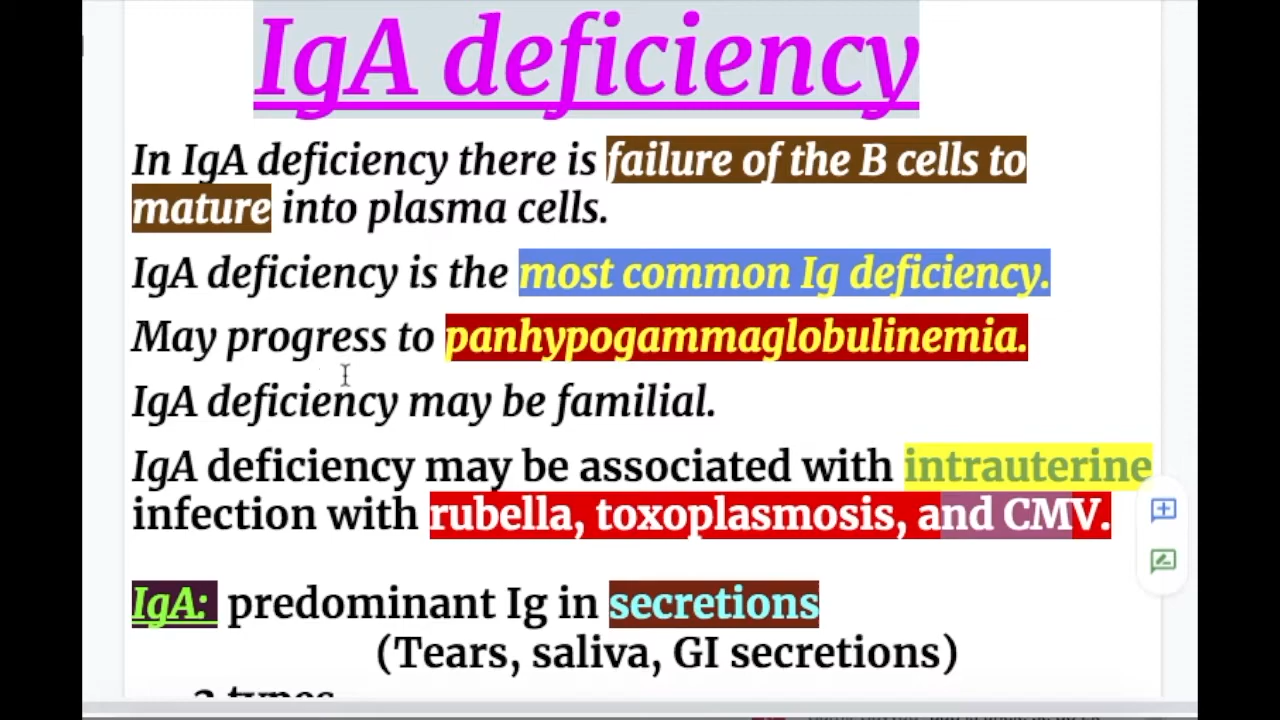 IgA deficiency
In IgA deficiency there is failure of the B cells to
mature into plasma cells.
IgA deficiency is the most common Ig deficiency.
May progress to panhypogammaglobulinemia.
IgA deficiency may be familial.
IgA deficiency may be associated with intrauterine
infection with rubella, toxoplasmosis, and CMV.
IgA: predominant Ig in secretions
(Tears, saliva, GI secretions)
2 types